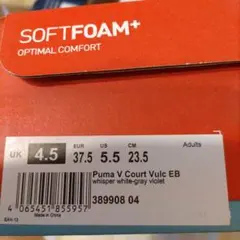 SOFTFOAM+
OPTIMAL COMFORT
Adults
UK 4.5 EUR 37.5 US 5.5 CM 23.5
Puma V Court Vulc EB
whisper white-gray violet
389908 04
4 065451 855957
Made in China